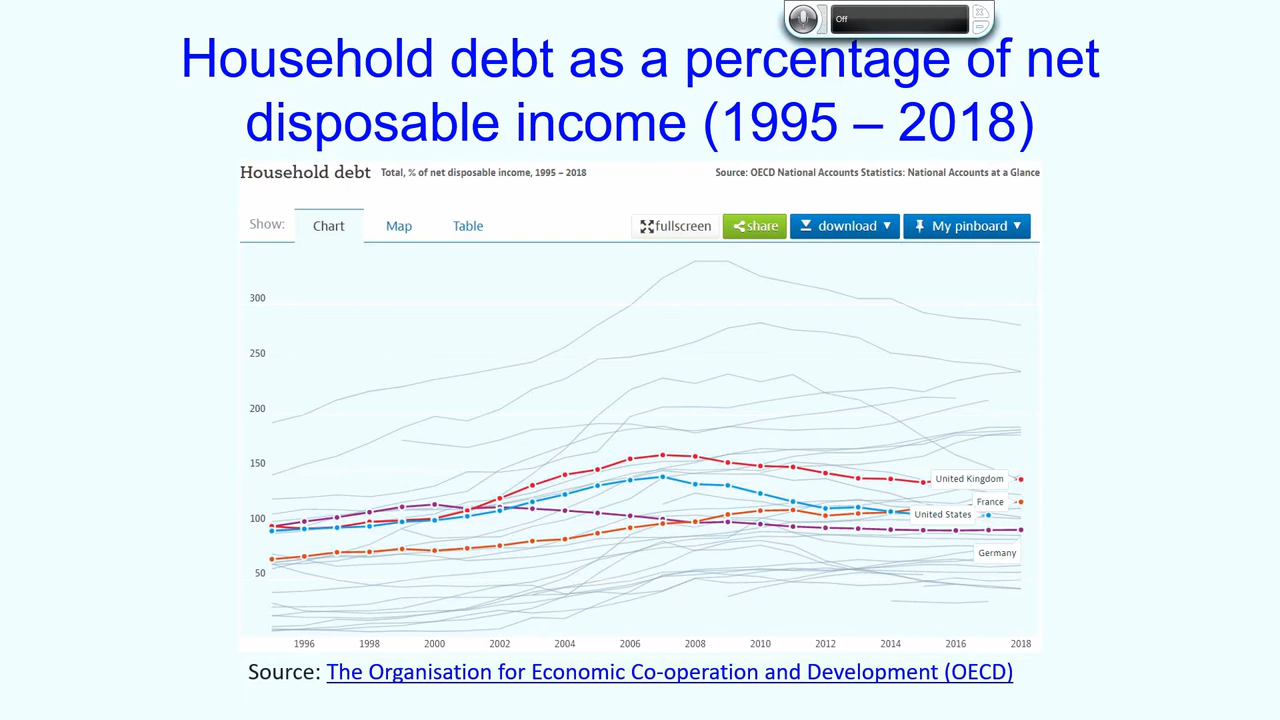 Off
Household debt as a percentage of net
disposable income (1995 – 2018)
Household debt Total, % of net disposable income, 1995 – 2018 Source: OECD National Accounts Statistics: National Accounts at a Glance
Show: Chart Map Table fullscreen share download My pinboard
300
250
200
150
100
50
United Kingdom
France
United States
Germany
1996 1998 2000 2002 2004 2006 2008 2010 2012 2014 2016 2018
Source: The Organisation for Economic Co-operation and Development (OECD)